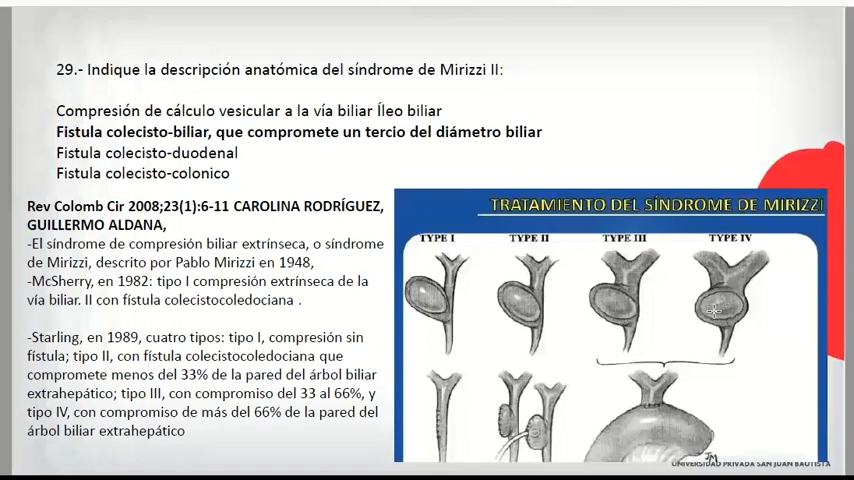 29.- Indique la descripción anatómica del síndrome de Mirizzi II:
Compresión de cálculo vesicular a la vía biliar Íleo biliar
Fistula colecisto-biliar, que compromete un tercio del diámetro biliar
Fistula colecisto-duodenal
Fistula colecisto-colonico
Rev Colomb Cir 2008;23(1):6-11 CAROLINA RODRÍGUEZ,
GUILLERMO ALDANA,
-El síndrome de compresión biliar extrínseca, o síndrome
de Mirizzi, descrito por Pablo Mirizzi en 1948,
-McSherry, en 1982: tipo I compresión extrínseca de la
vía biliar. II con fístula colecistocoledociana .
-Starling, en 1989, cuatro tipos: tipo I, compresión sin
fístula; tipo II, con fístula colecistocoledociana que
compromete menos del 33% de la pared del árbol biliar
extrahepático; tipo III, con compromiso del 33 al 66%, y
tipo IV, con compromiso de más del 66% de la pared del
árbol biliar extrahepático
TRATAMIENTO DEL SÍNDROME DE MIRIZZI
TYPE I TYPE II TYPE III TYPE IV
JM
UNIVERSIDAD PRIVADA SAN JUAN BAUTISTA